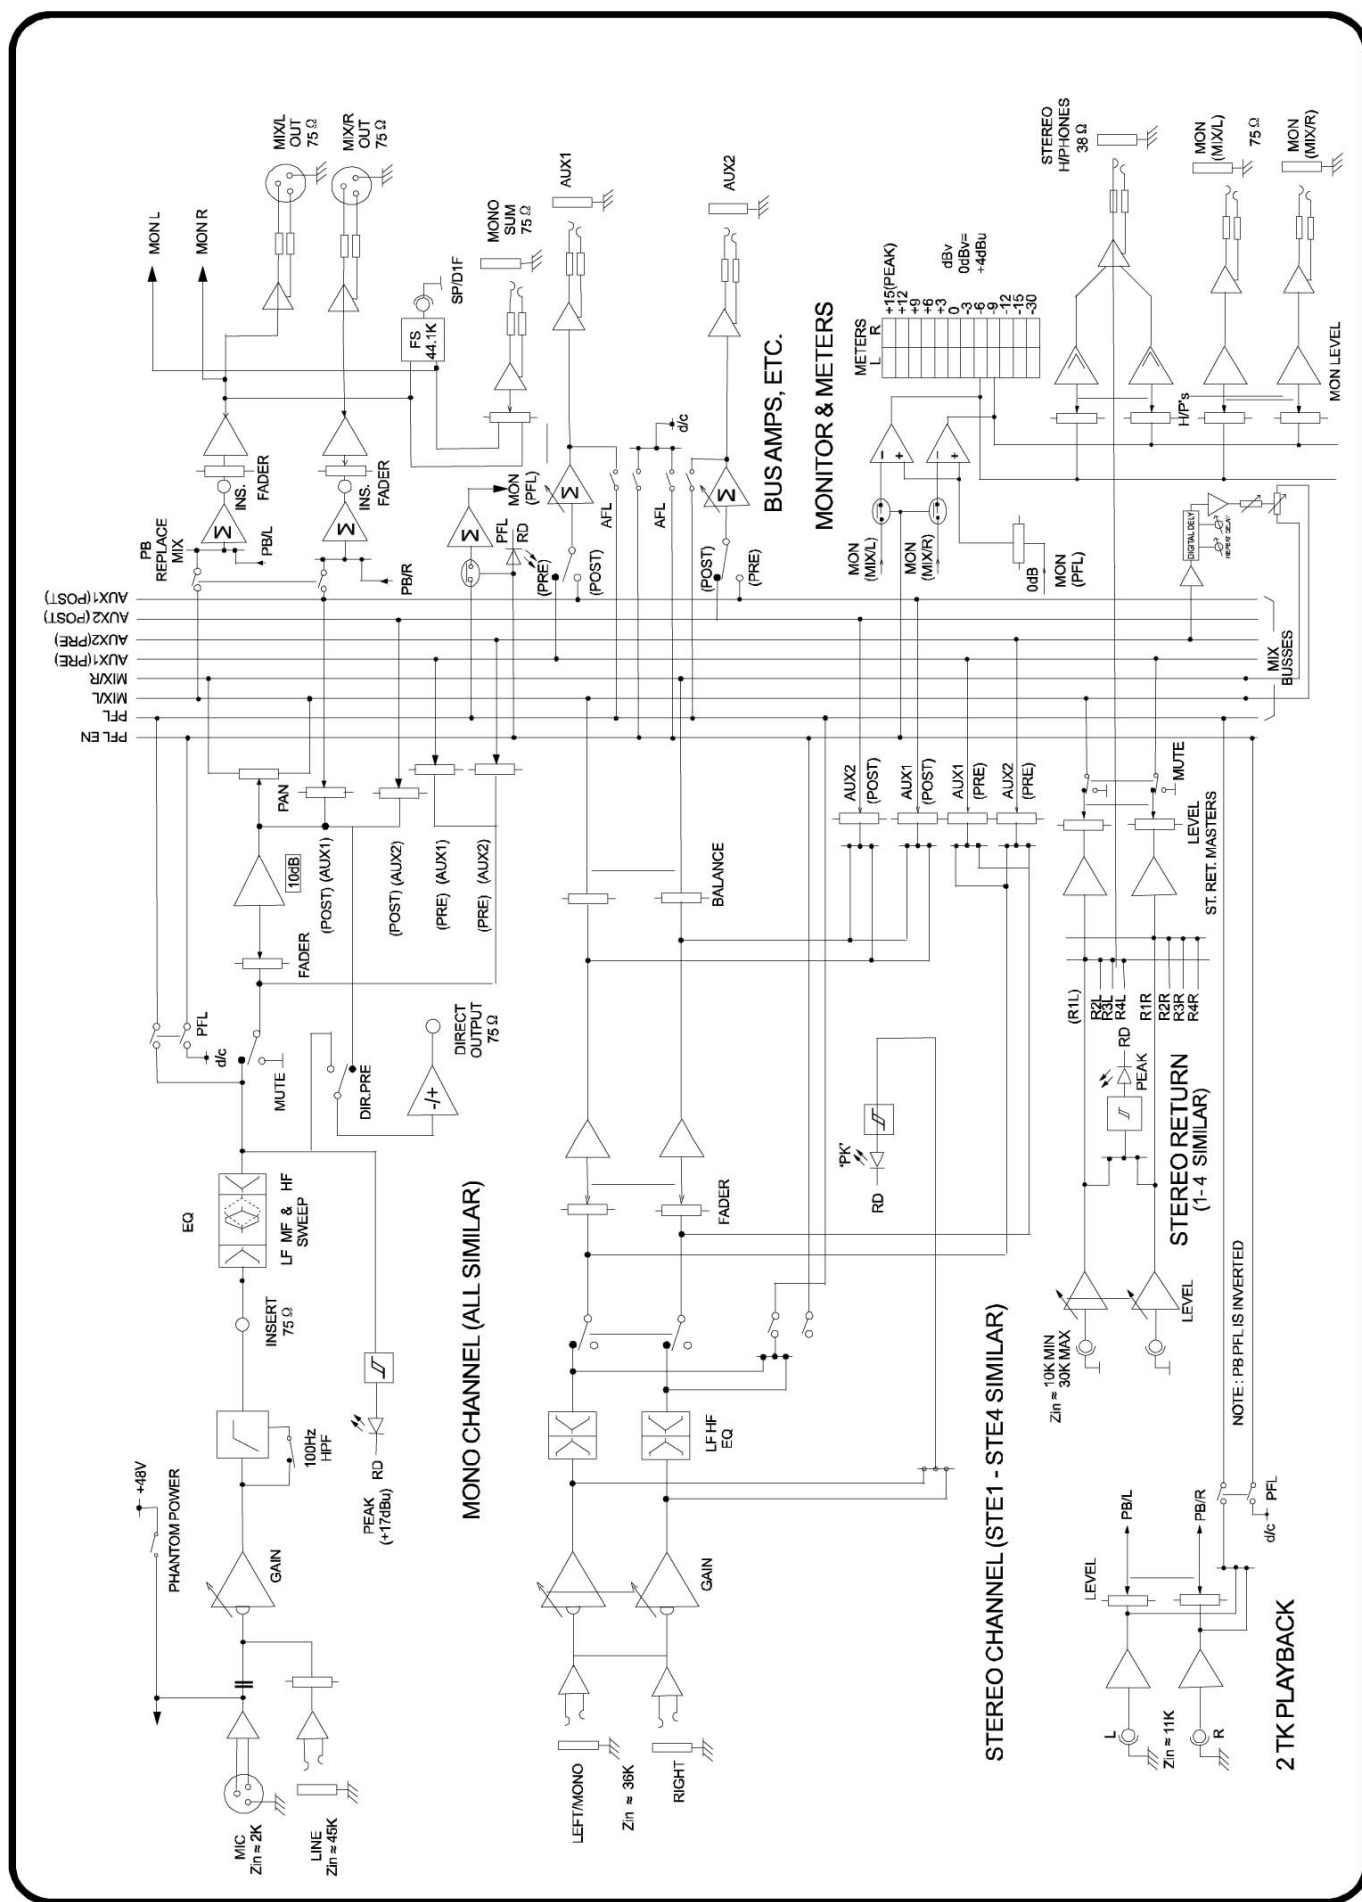 MIC
Zin ≈ 2K
LINE
Zin ≈ 45K
+48V
PHANTOM POWER
GAIN
100Hz
HPF
PEAK
(+17dBu)
RD
INSERT
75 Ω
EQ
LF MF & HF
SWEEP
MUTE
d/c
PFL
DIR.PRE
DIRECT
OUTPUT
75 Ω
FADER
10dB
PAN
(POST) (AUX1)
(POST) (AUX2)
(PRE) (AUX1)
(PRE) (AUX2)
MONO CHANNEL (ALL SIMILAR)
PFL EN
PFL
MIX/L
MIX/R
AUX1(PRE)
AUX2(PRE)
AUX2 (POST)
AUX1(POST)
MIX
BUSSES
PB
REPLACE
MIX
PB/L
PB/R
Σ
Σ
INS.
FADER
INS.
FADER
MON L
MON R
MIX/L
OUT
75 Ω
MIX/R
OUT
75 Ω
FS
44.1K
SP/D1F
MONO
SUM
75 Ω
Σ
MON
(PFL)
PFL
RD
(PRE)
(POST)
Σ
AUX1
AFL
AFL
d/c
(POST)
(PRE)
Σ
AUX2
BUS AMPS, ETC.
LEFT/MONO
Zin ≈ 36K
RIGHT
GAIN
LF HF
EQ
FADER
BALANCE
'PK'
RD
AUX2
(POST)
AUX1
(POST)
AUX1
(PRE)
AUX2
(PRE)
STEREO CHANNEL (STE1 - STE4 SIMILAR)
MONITOR & METERS
MON
(MIX/L)
MON
(MIX/R)
0dB
MON
(PFL)
METERS
L R
+15(PEAK)
+12
+9
+6
+3
0
-3
-6
-9
-12
-15
-30
dBv
0dBv=
+4dBu
STEREO
H/PHONES
38 Ω
H/P's
MON
(MIX/L)
75 Ω
MON
(MIX/R)
MON LEVEL
DIGITAL DELY
REPEAT DELAY
Zin ≈ 10K MIN
30K MAX
LEVEL
PEAK
RD
(R1L)
R2L
R3L
R4L
R1R
R2R
R3R
R4R
LEVEL
ST. RET. MASTERS
MUTE
STEREO RETURN
(1- 4 SIMILAR)
NOTE : PB PFL IS INVERTED
L
Zin ≈ 11K
R
LEVEL
PB/L
PB/R
d/c
PFL
2 TK PLAYBACK